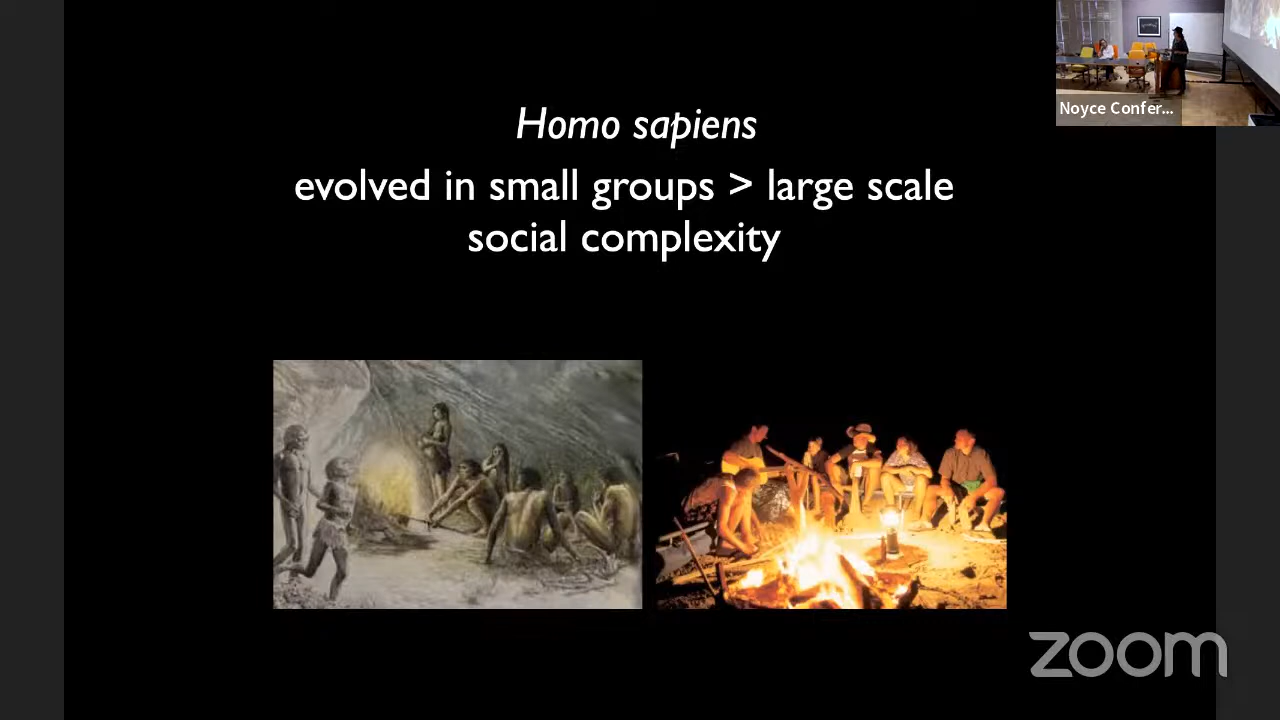 Noyce Confer...
Homo sapiens
evolved in small groups > large scale
social complexity
zoom